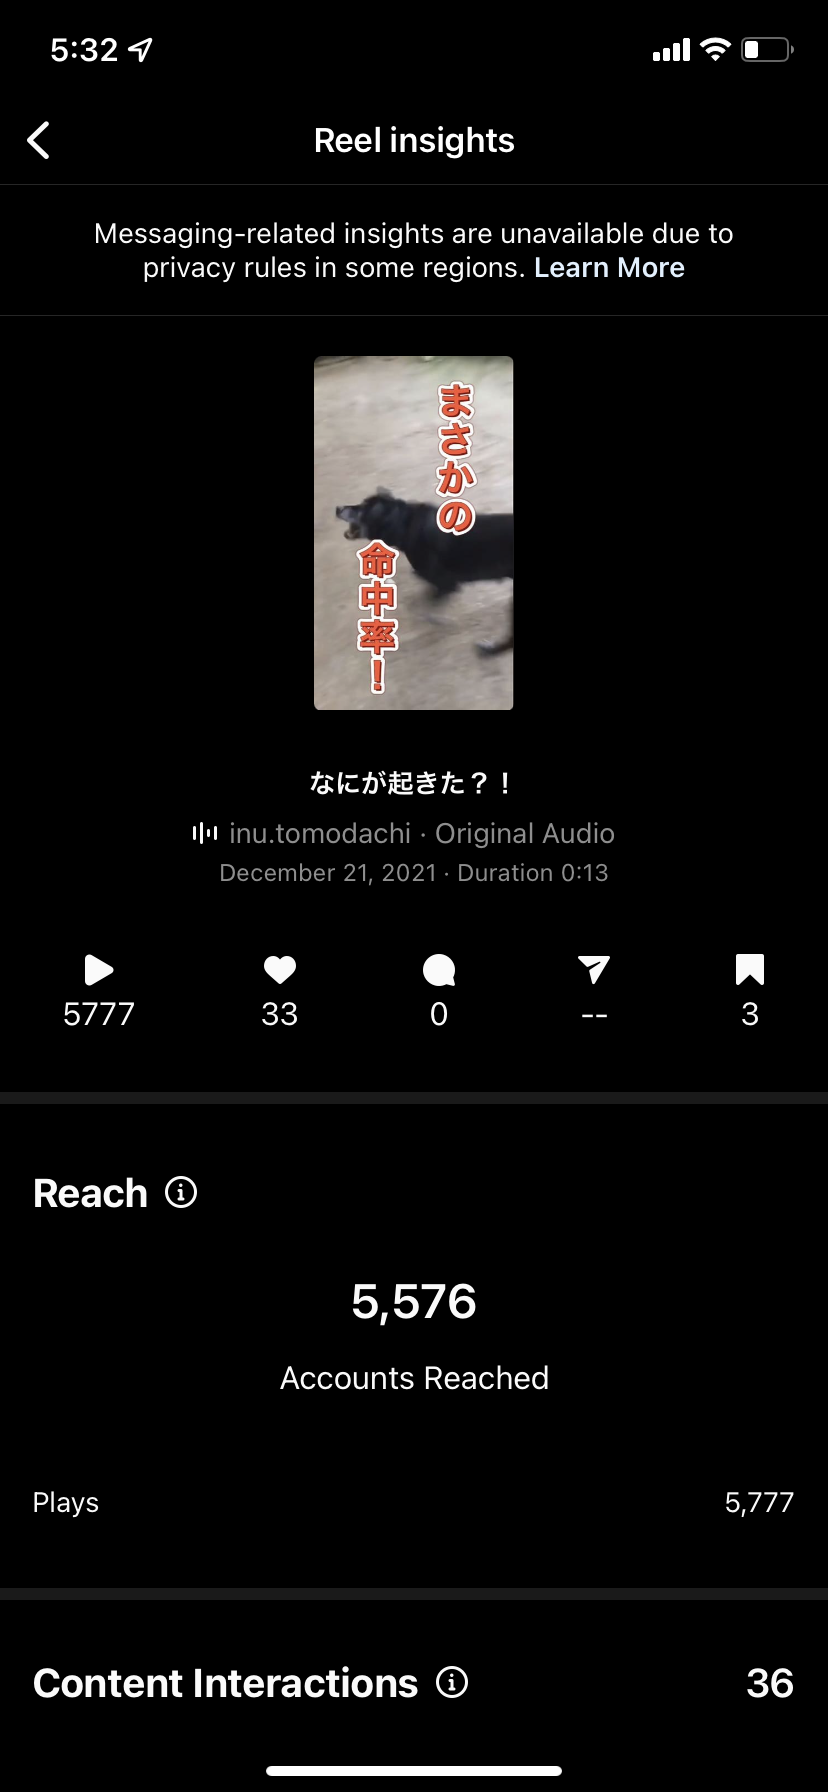 5:32
Reel insights
Messaging-related insights are unavailable due to
privacy rules in some regions. Learn More
まさかの
命中率！
なにが起きた？！
inu.tomodachi · Original Audio
December 21, 2021 · Duration 0:13
5777 33 0 -- 3
Reach
5,576
Accounts Reached
Plays 5,777
Content Interactions 36